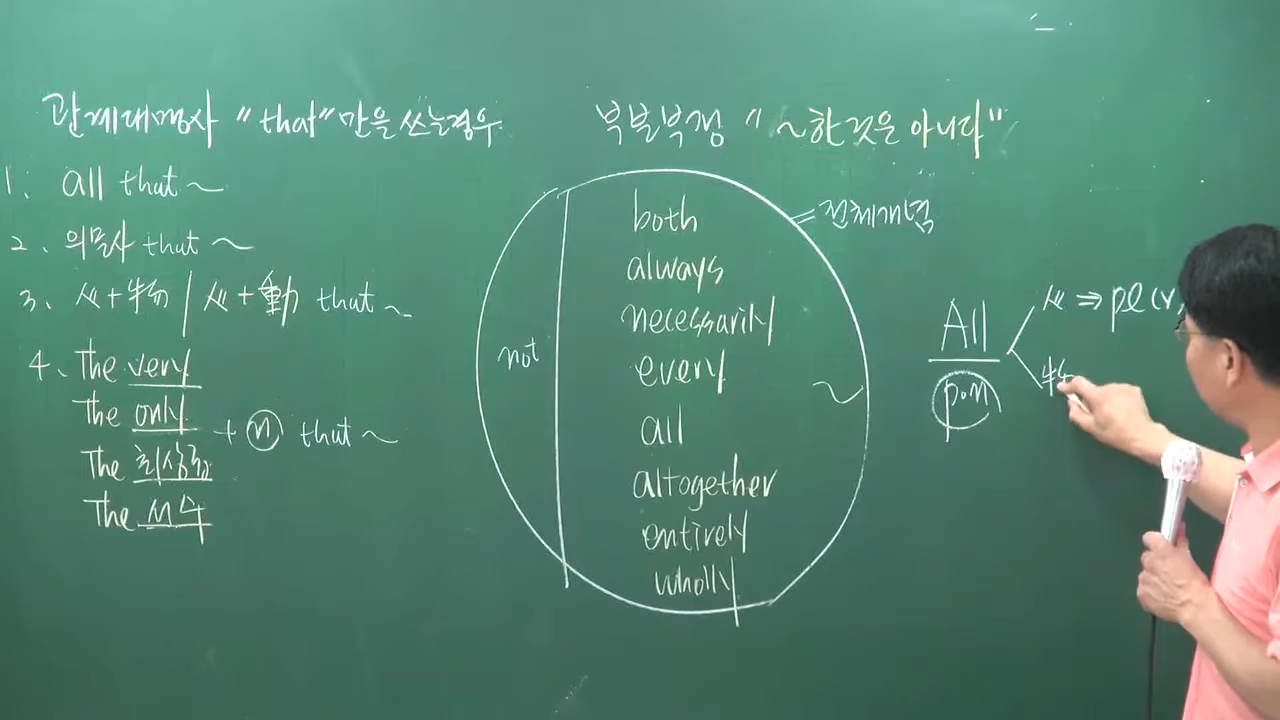 관계대명사 "that"만을 쓰는경우
1. all that ~
2. 의문사 that ~
3. 人+物 / 人+動 that ~
4. The very
The only
The 최상급
The 서수
+ n that ~
부분부정 "~한 것은 아니다"
not
both
always
necessarily
every
all
altogether
entirely
wholly
~
= 전체개념
All
p.n
人 ⇒ pl(v
物